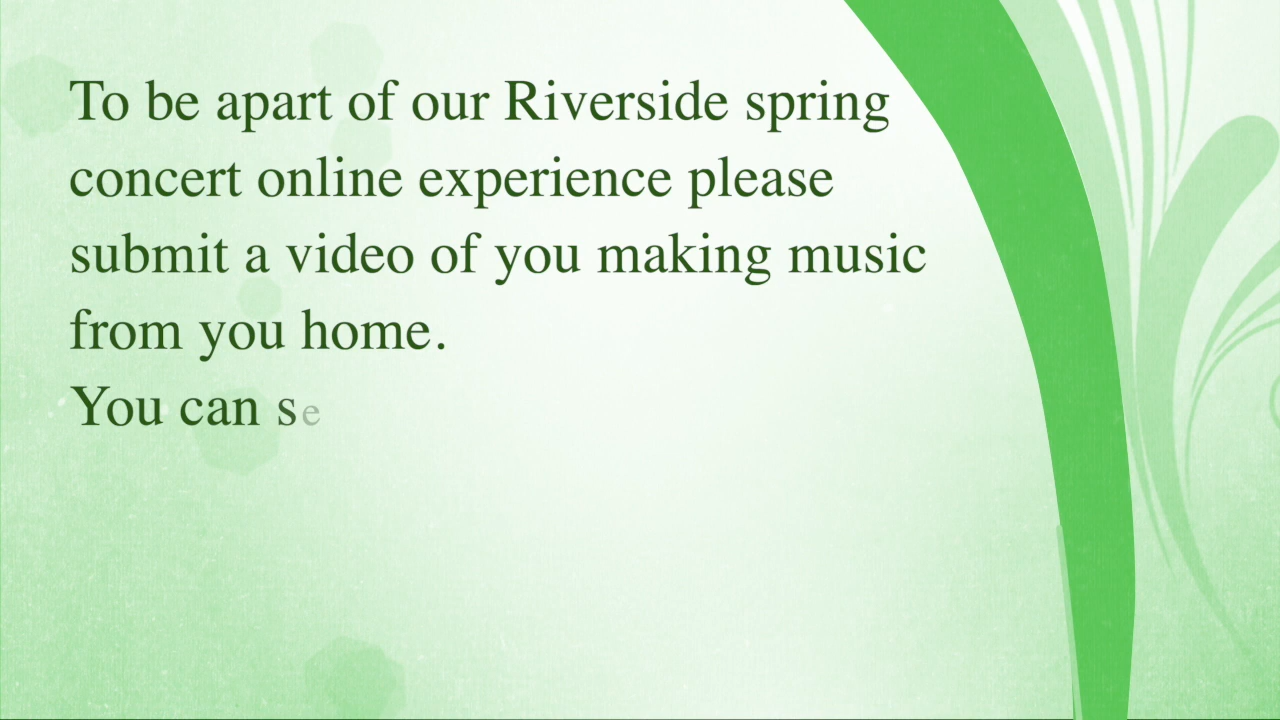 To be apart of our Riverside spring
concert online experience please
submit a video of you making music
from you home.
You can se